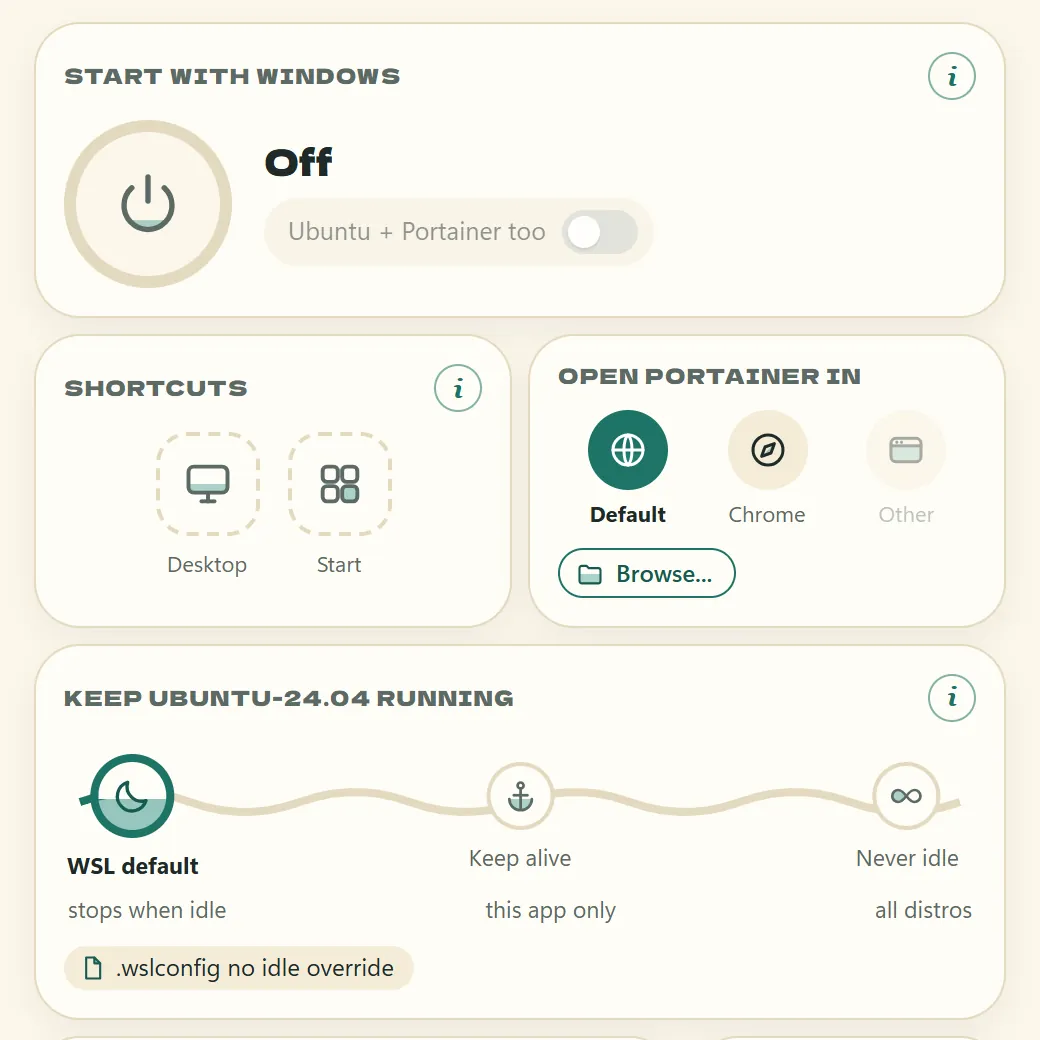 START WITH WINDOWS
i
Off
Ubuntu + Portainer too
SHORTCUTS
i
Desktop
Start
OPEN PORTAINER IN
Default
Chrome
Other
Browse...
KEEP UBUNTU-24.04 RUNNING
i
WSL default
Keep alive
Never idle
stops when idle
this app only
all distros
.wslconfig no idle override